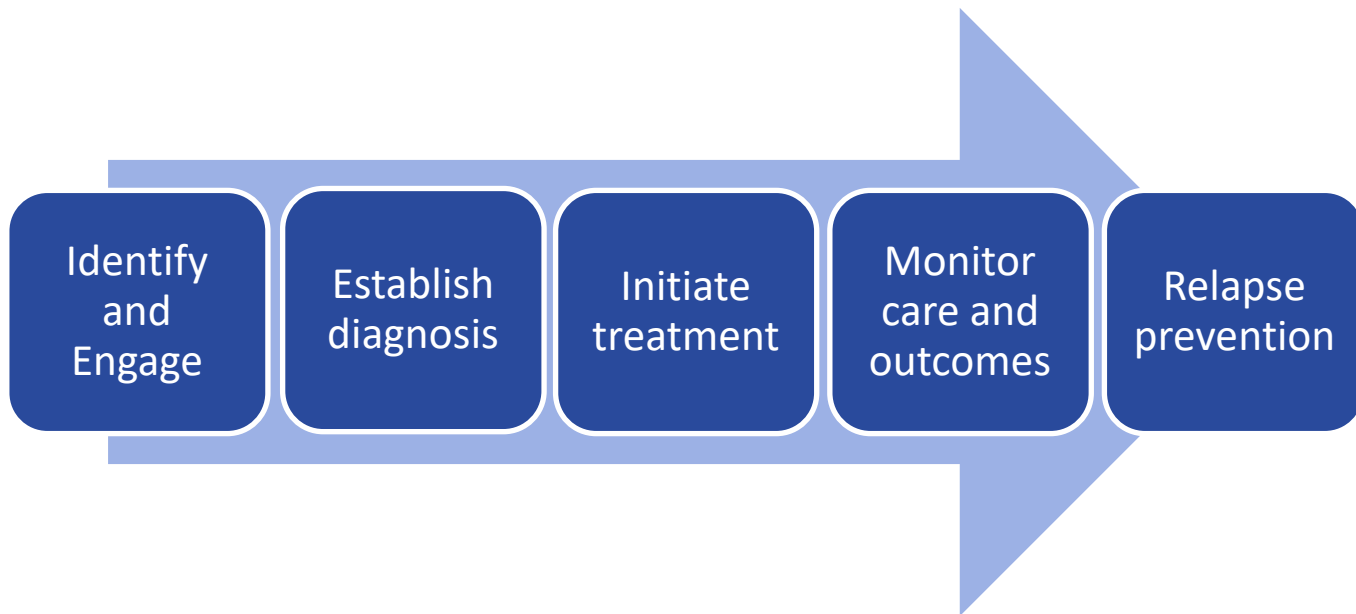 Identify
and
Engage
Establish
diagnosis
Initiate
treatment
Monitor
care and
outcomes
Relapse
prevention